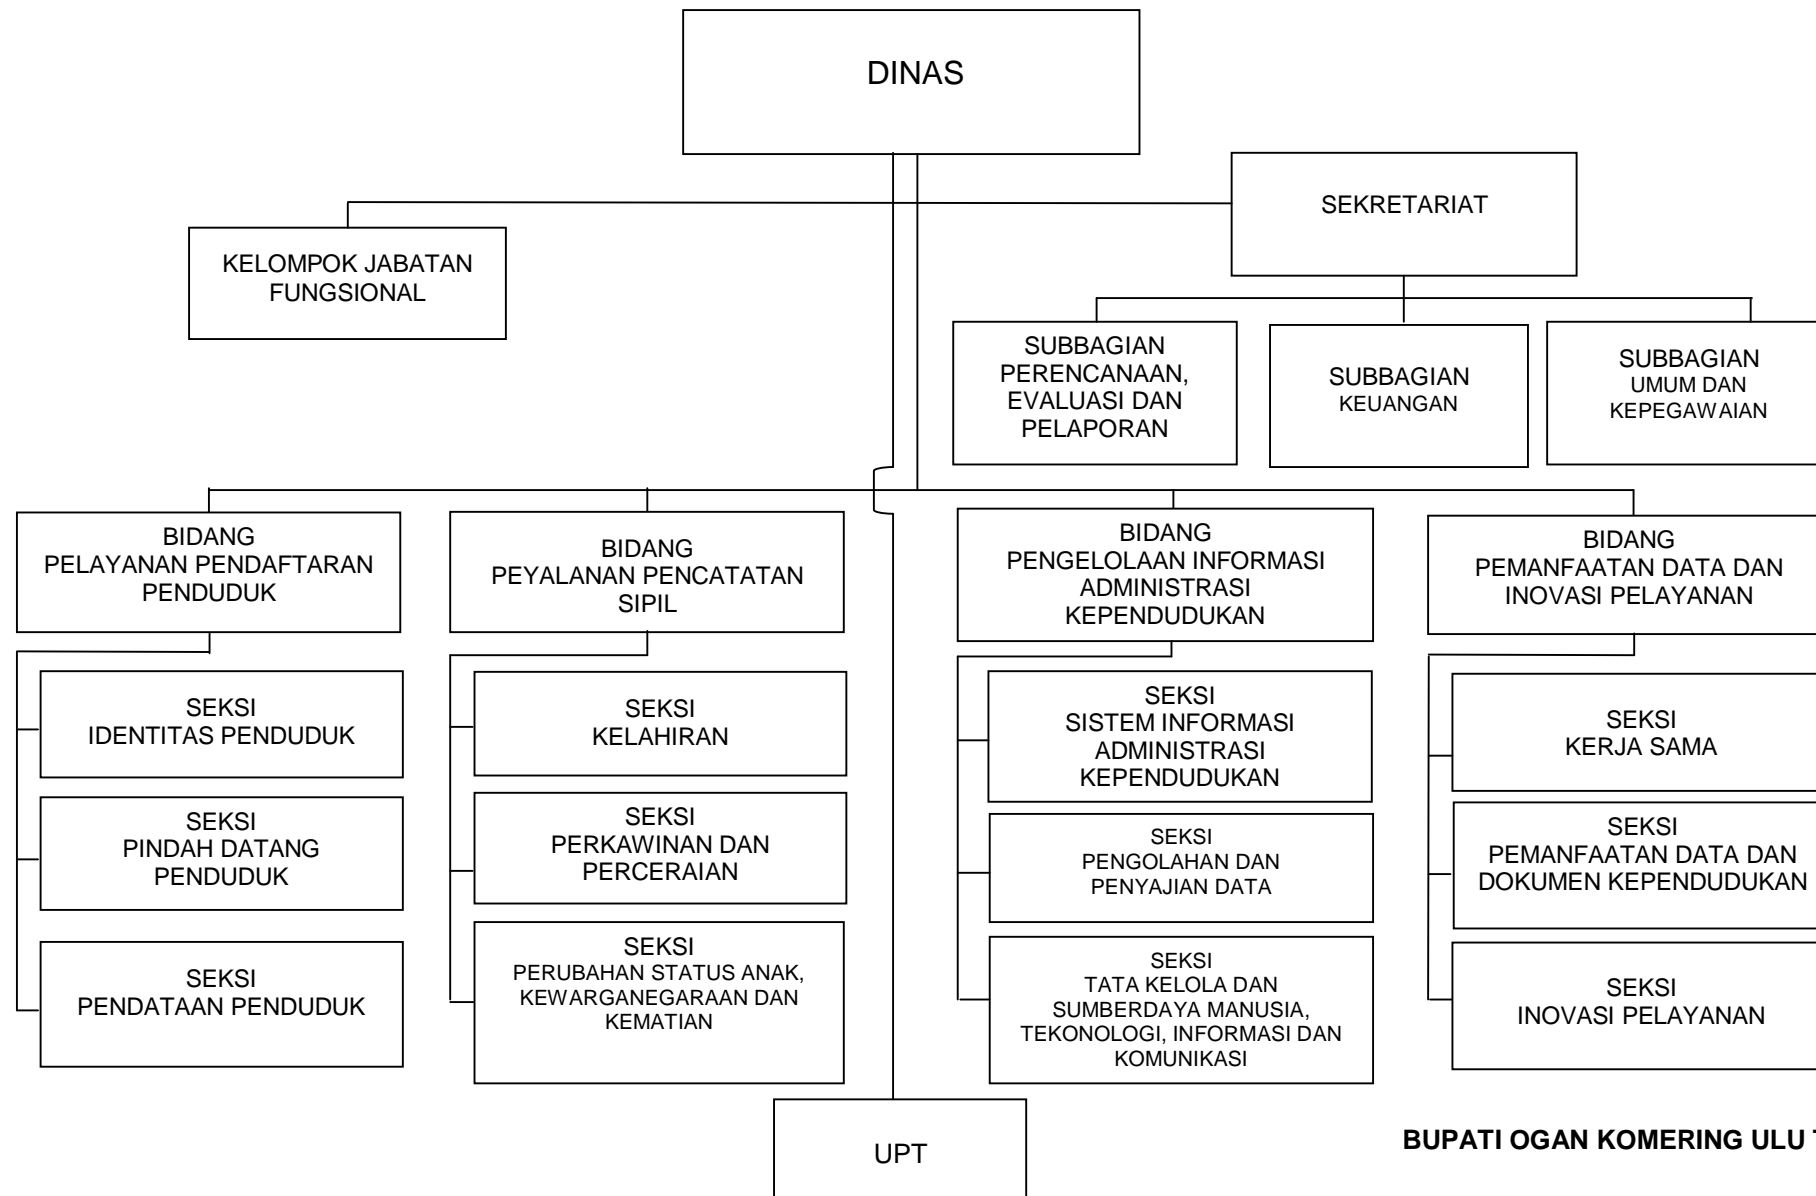 DINAS
SEKRETARIAT
KELOMPOK JABATAN
FUNGSIONAL
SUBBAGIAN
PERENCANAAN,
EVALUASI DAN
PELAPORAN
SUBBAGIAN
KEUANGAN
SUBBAGIAN
UMUM DAN
KEPEGAWAIAN
BIDANG
PELAYANAN PENDAFTARAN
PENDUDUK
BIDANG
PEYALANAN PENCATATAN
SIPIL
BIDANG
PENGELOLAAN INFORMASI
ADMINISTRASI
KEPENDUDUKAN
BIDANG
PEMANFAATAN DATA DAN
INOVASI PELAYANAN
SEKSI
IDENTITAS PENDUDUK
SEKSI
PINDAH DATANG
PENDUDUK
SEKSI
PENDATAAN PENDUDUK
SEKSI
KELAHIRAN
SEKSI
PERKAWINAN DAN
PERCERAIAN
SEKSI
PERUBAHAN STATUS ANAK,
KEWARGANEGARAAN DAN
KEMATIAN
SEKSI
SISTEM INFORMASI
ADMINISTRASI
KEPENDUDUKAN
SEKSI
PENGOLAHAN DAN
PENYAJIAN DATA
SEKSI
TATA KELOLA DAN
SUMBERDAYA MANUSIA,
TEKONOLOGI, INFORMASI DAN
KOMUNIKASI
SEKSI
KERJA SAMA
SEKSI
PEMANFAATAN DATA DAN
DOKUMEN KEPENDUDUKAN
SEKSI
INOVASI PELAYANAN
UPT
BUPATI OGAN KOMERING ULU